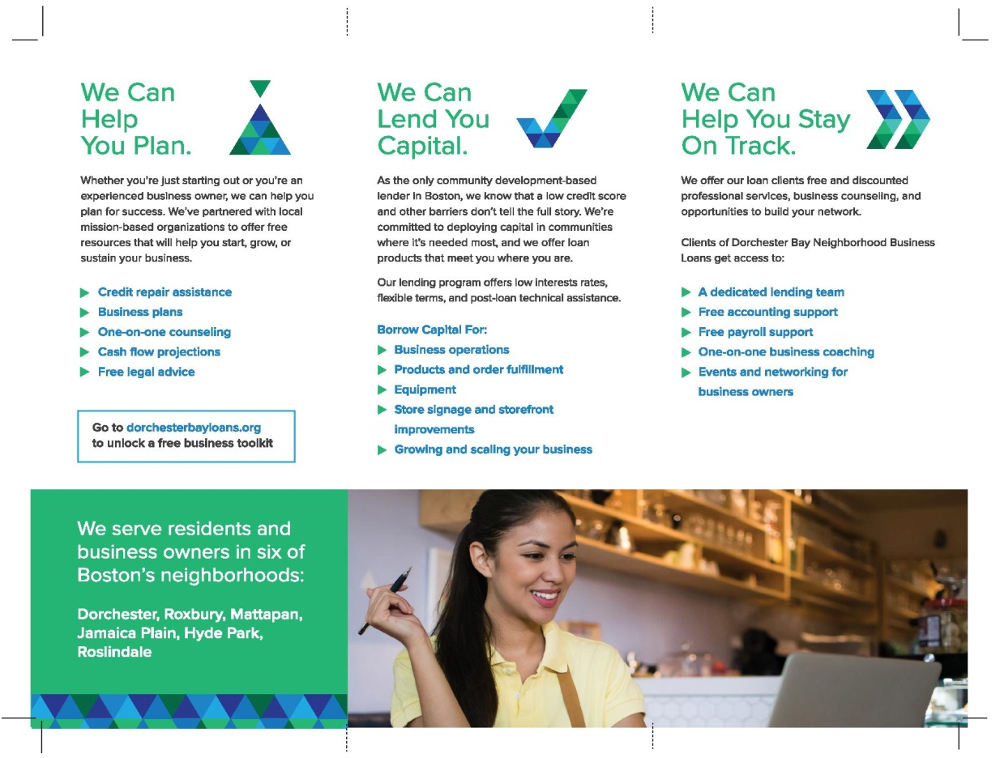 We Can
Help
You Plan.
Whether you're just starting out or you're an
experienced business owner, we can help you
plan for success. We've partnered with local
mission-based organizations to offer free
resources that will help you start, grow, or
sustain your business.
Credit repair assistance
Business plans
One-on-one counseling
Cash flow projections
Free legal advice
Go to dorchesterbayloans.org
to unlock a free business toolkit
We Can
Lend You
Capital.
As the only community development-based
lender in Boston, we know that a low credit score
and other barriers don't tell the full story. We're
committed to deploying capital in communities
where it's needed most, and we offer loan
products that meet you where you are.
Our lending program offers low interests rates,
flexible terms, and post-loan technical assistance.
Borrow Capital For:
Business operations
Products and order fulfillment
Equipment
Store signage and storefront
improvements
Growing and scaling your business
We Can
Help You Stay
On Track.
We offer our loan clients free and discounted
professional services, business counseling, and
opportunities to build your network.
Clients of Dorchester Bay Neighborhood Business
Loans get access to:
A dedicated lending team
Free accounting support
Free payroll support
One-on-one business coaching
Events and networking for
business owners
We serve residents and
business owners in six of
Boston's neighborhoods:
Dorchester, Roxbury, Mattapan,
Jamaica Plain, Hyde Park,
Roslindale